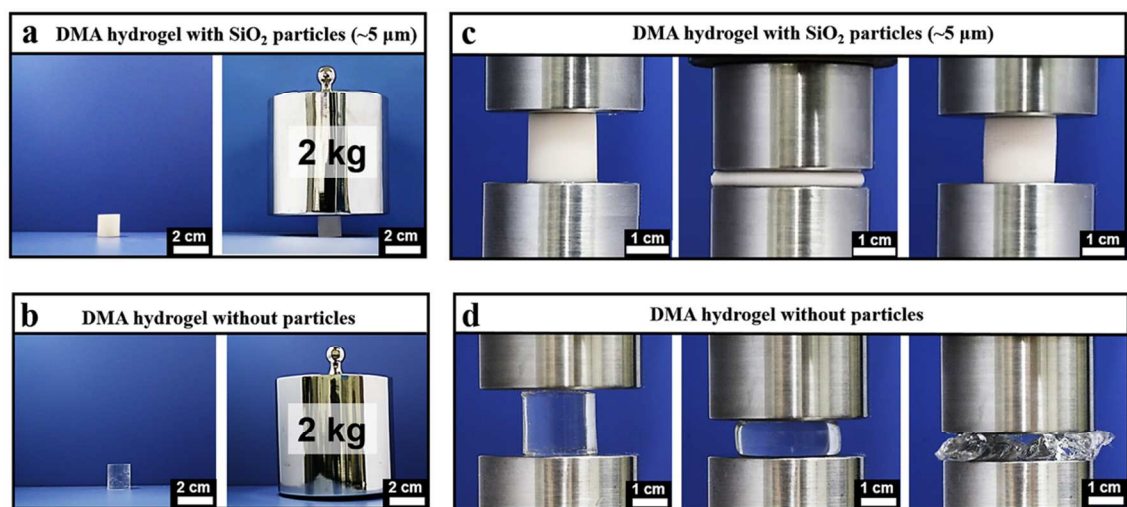 a DMA hydrogel with SiO₂ particles (~5 µm)
2 kg
2 cm
2 cm
c DMA hydrogel with SiO₂ particles (~5 µm)
1 cm
1 cm
1 cm
b DMA hydrogel without particles
2 kg
2 cm
2 cm
d DMA hydrogel without particles
1 cm
1 cm
1 cm